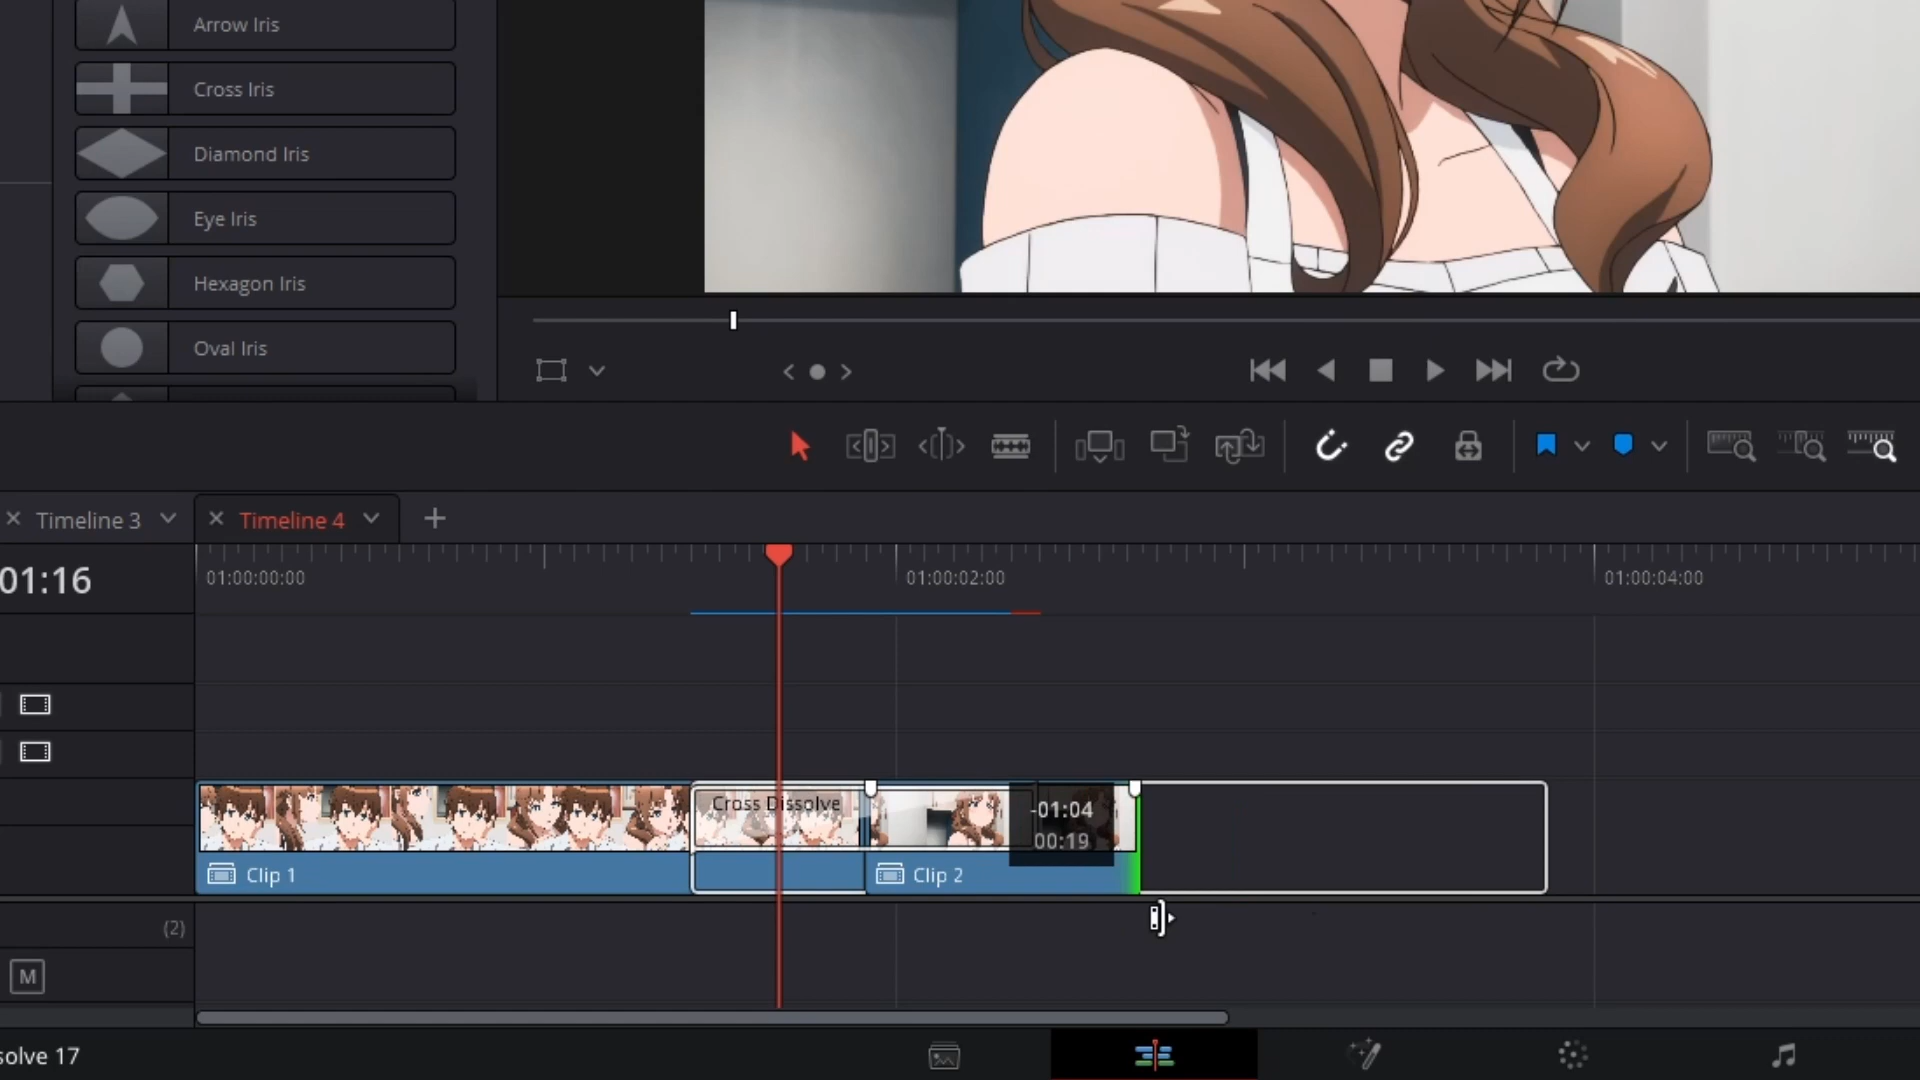 Arrow Iris
Cross Iris
Diamond Iris
Eye Iris
Hexagon Iris
Oval Iris
Timeline 3
Timeline 4
01:16
01:00:00:00
01:00:02:00
01:00:04:00
Cross Dissolve
-01:04
00:19
Clip 1
Clip 2
(2)
M
solve 17